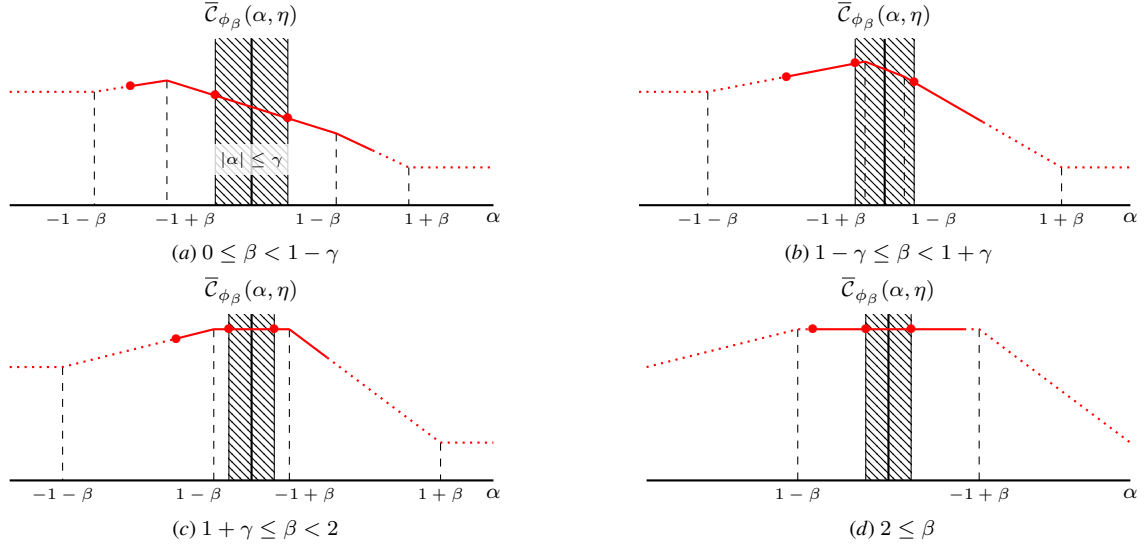 C̅_{ϕ_β}(α, η)
|α| ≤ γ
−1 − β −1 + β 1 − β 1 + β α
(a) 0 ≤ β < 1 − γ
C̅_{ϕ_β}(α, η)
−1 − β −1 + β 1 − β 1 + β α
(b) 1 − γ ≤ β < 1 + γ
C̅_{ϕ_β}(α, η)
−1 − β 1 − β −1 + β 1 + β α
(c) 1 + γ ≤ β < 2
C̅_{ϕ_β}(α, η)
1 − β −1 + β α
(d) 2 ≤ β